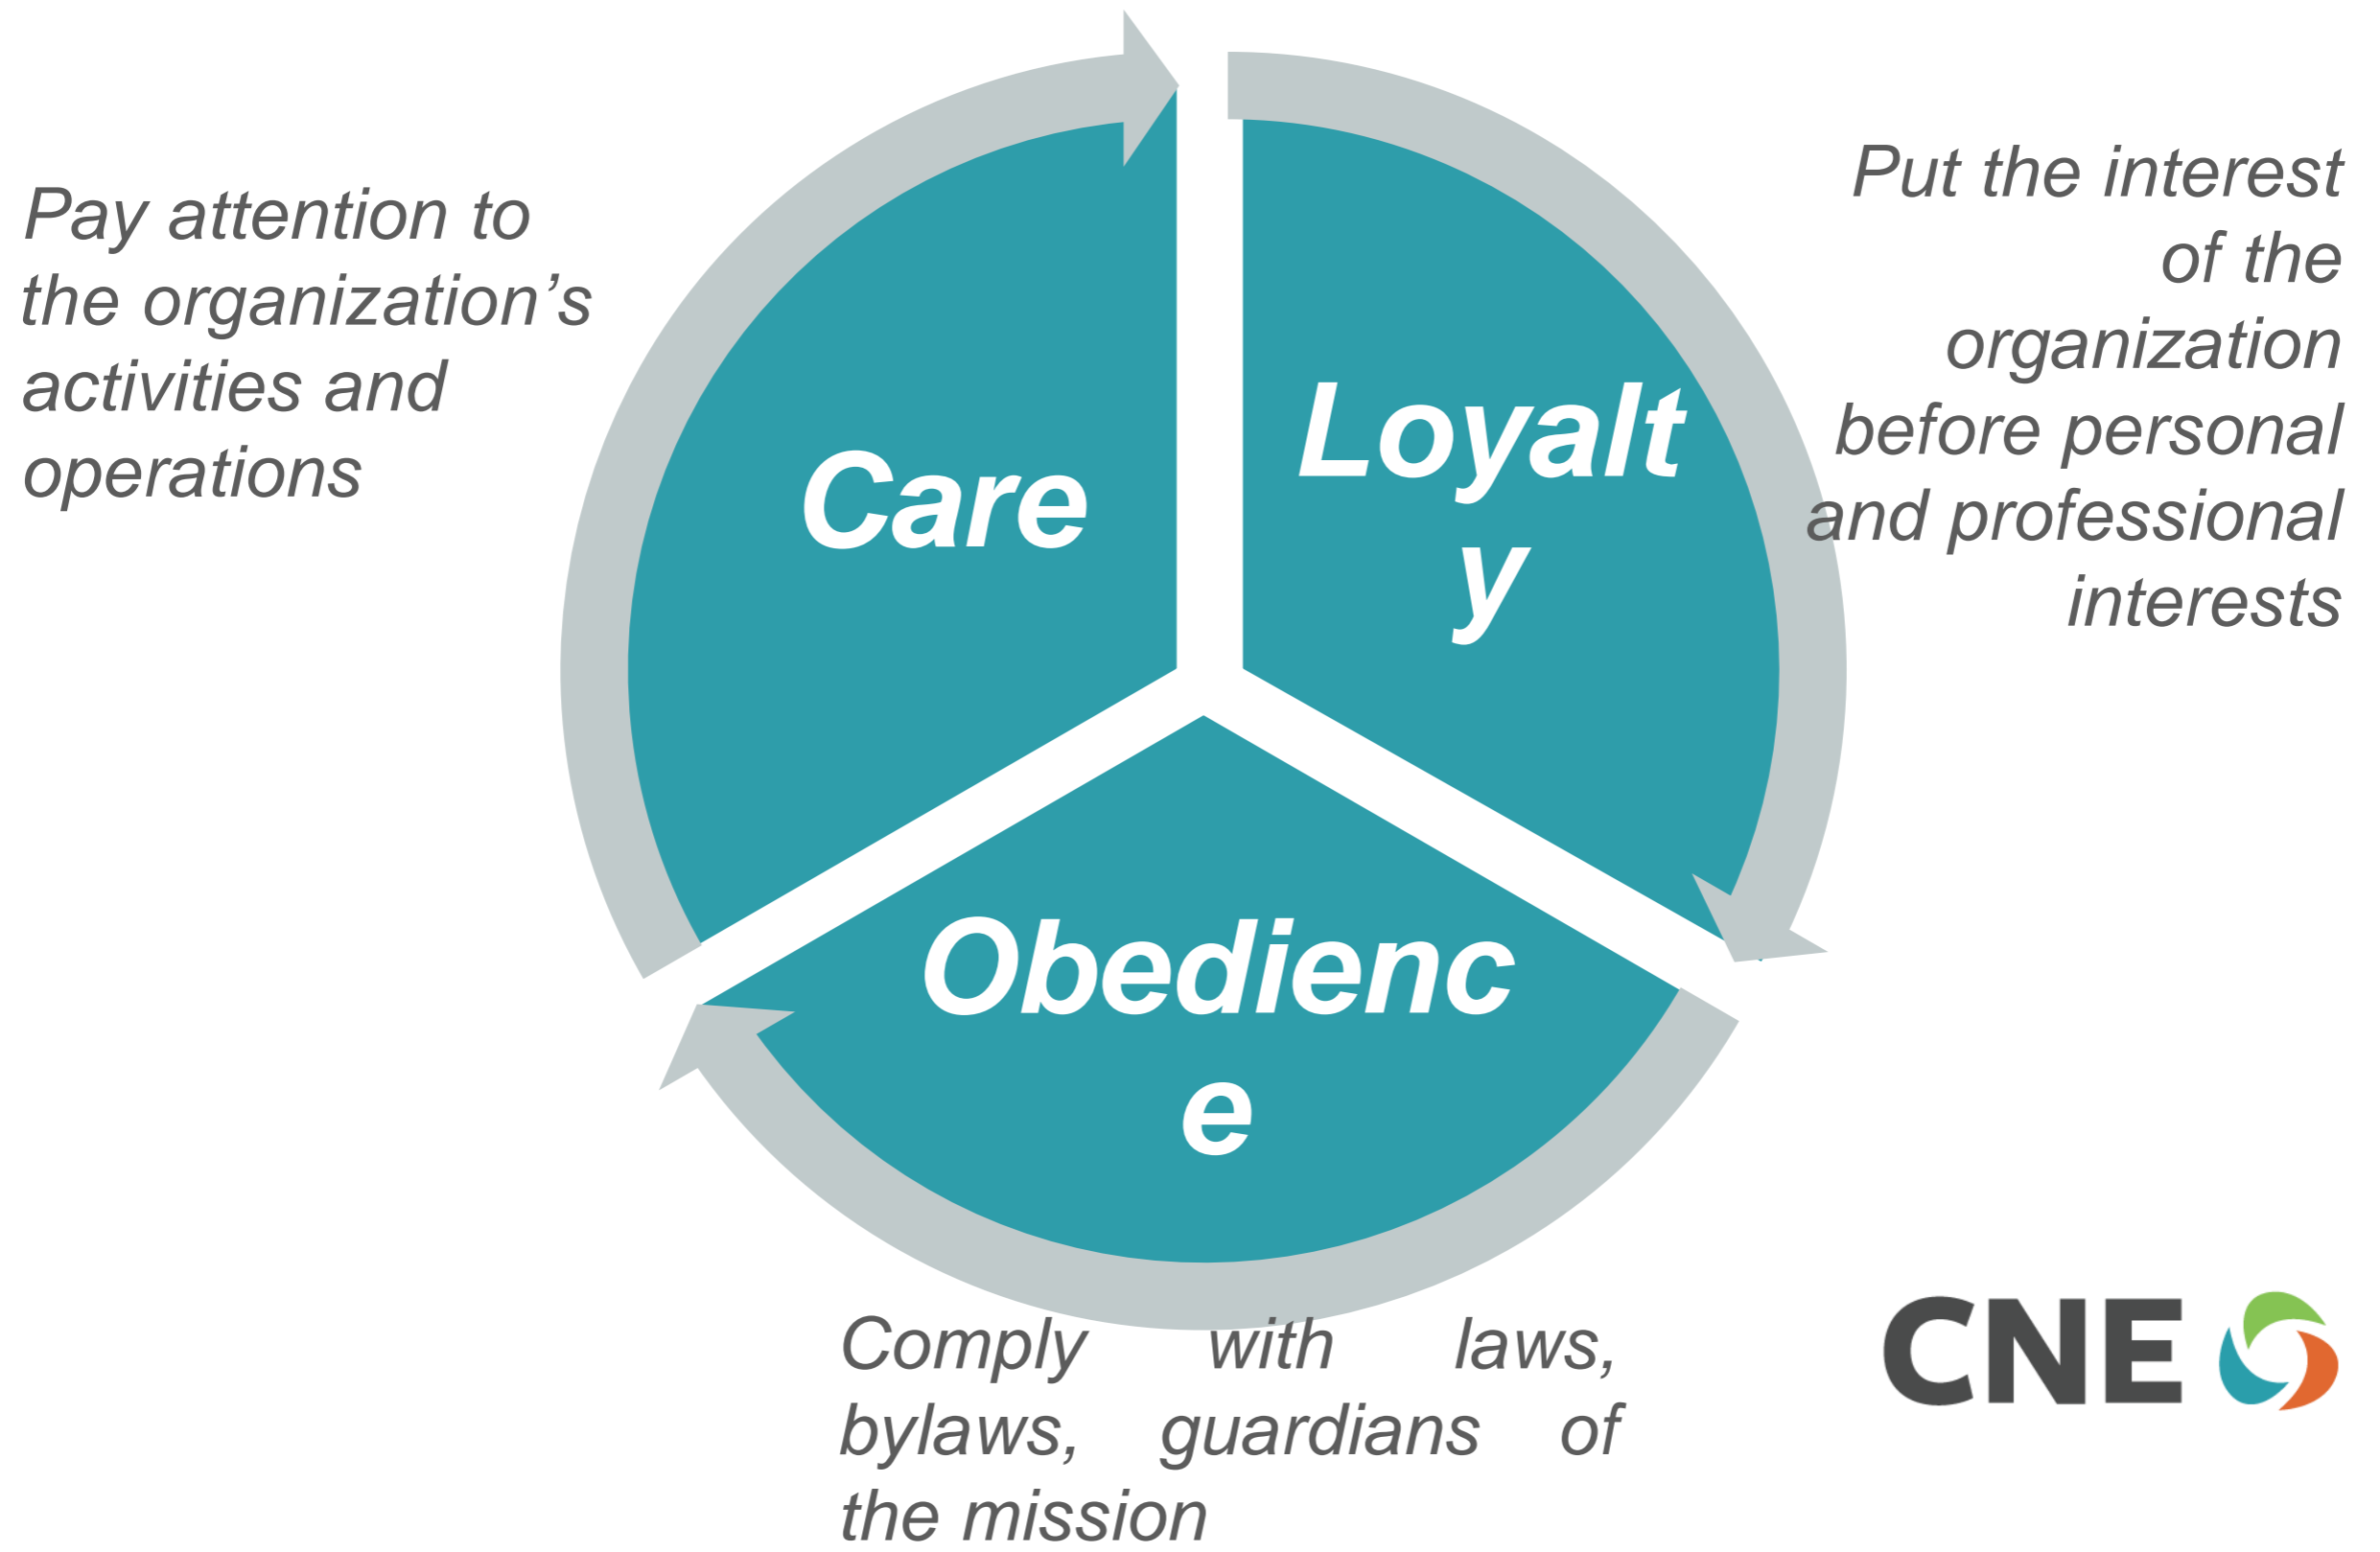 Pay attention to
the organization’s
activities and
operations
Care
Loyalt
y
Put the interest
of the
organization
before personal
and professional
interests
Obedienc
e
Comply with laws,
bylaws, guardians of
the mission
CNE